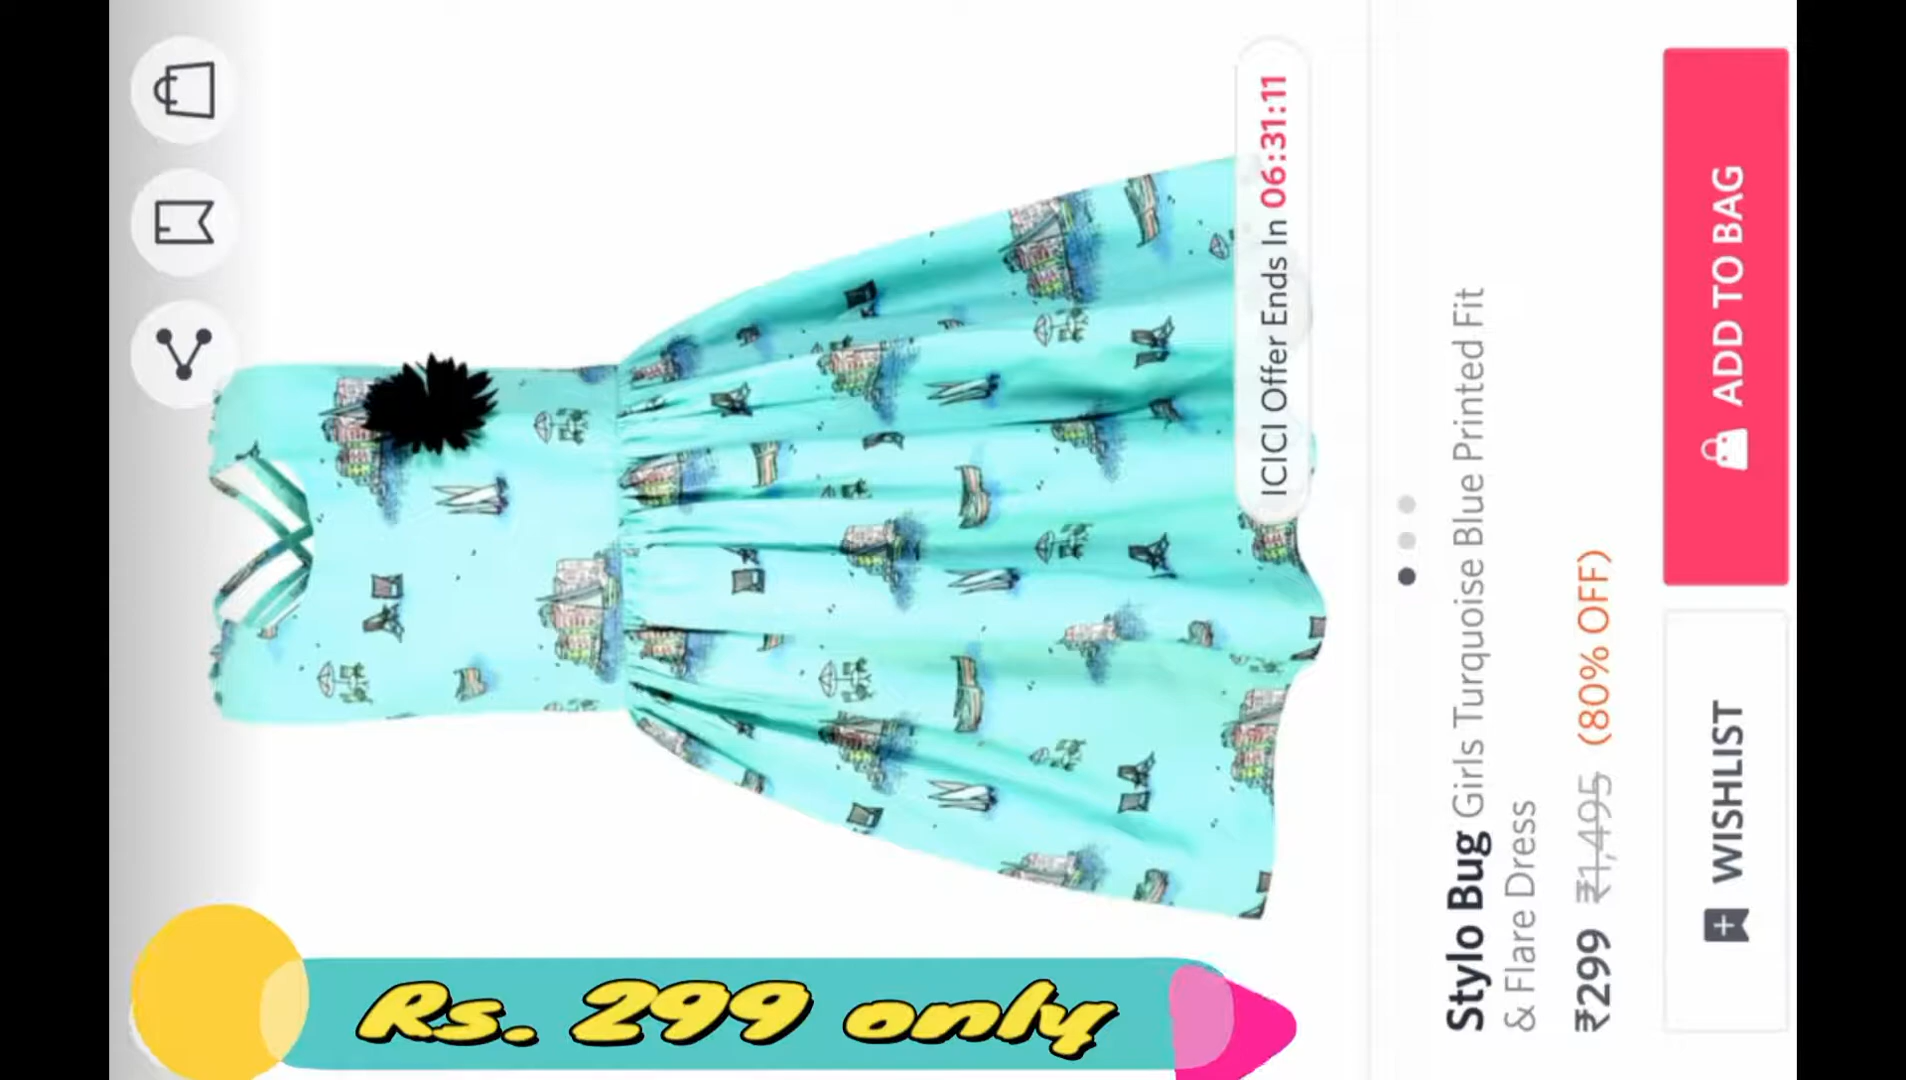 ICICI Offer Ends In 06:31:11
Stylo Bug Girls Turquoise Blue Printed Fit
& Flare Dress
₹299 ₹1,495 (80% OFF)
WISHLIST
ADD TO BAG
Rs. 299 only